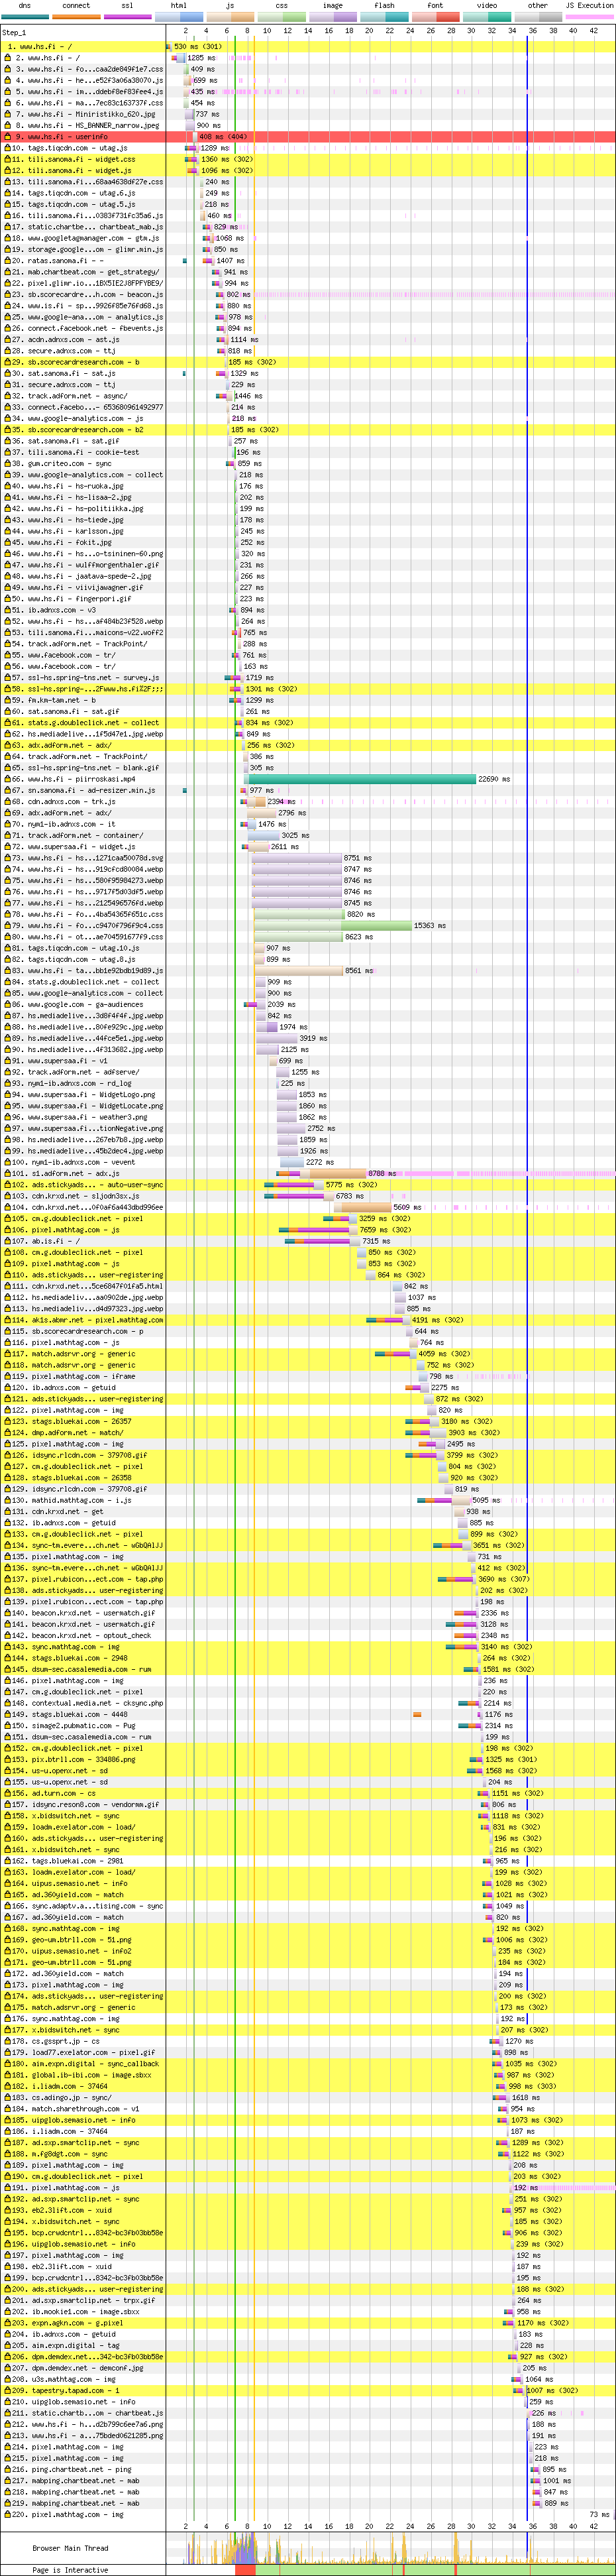 dns connect ssl html js css image flash font video other JS Execution
Step_1 2 4 6 8 10 12 14 16 18 20 22 24 26 28 30 32 34 36 38 40 42
1. www.hs.fi - / 530 ms (301)
2. www.hs.fi - / 1285 ms
3. www.hs.fi - fo...caa2de849f1e7.css 409 ms
4. www.hs.fi - he...e52f3a06a38070.js 699 ms
5. www.hs.fi - im...ddebf8ef83fee4.js 435 ms
6. www.hs.fi - ma...7ec83c163737f.css 454 ms
7. www.hs.fi - Miniristikko_620.jpg 737 ms
8. www.hs.fi - HS_BANNER_narrow.jpeg 900 ms
9. www.hs.fi - userinfo 408 ms (404)
10. tags.tiqcdn.com - utag.js 1289 ms
11. tili.sanoma.fi - widget.css 1360 ms (302)
12. tili.sanoma.fi - widget.js 1096 ms (302)
13. tili.sanoma.fi...68aa4638df27e.css 240 ms
14. tags.tiqcdn.com - utag.6.js 249 ms
15. tags.tiqcdn.com - utag.5.js 218 ms
16. tili.sanoma.fi...0383f731fc35a6.js 460 ms
17. static.chartbe... chartbeat_mab.js 829 ms
18. www.googletagmanager.com - gtm.js 1068 ms
19. storage.google...om - glimr.min.js 850 ms
20. ratas.sanoma.fi - - 1407 ms
21. mab.chartbeat.com - get_strategy/ 941 ms
22. pixel.glimr.io...1BX5IE2J8FPFYBE9/ 994 ms
23. sb.scorecardre...h.com - beacon.js 802 ms
24. www.is.fi - sp...9926f85e76fd68.js 880 ms
25. www.google-ana...om - analytics.js 978 ms
26. connect.facebook.net - fbevents.js 894 ms
27. acdn.adnxs.com - ast.js 1114 ms
28. secure.adnxs.com - ttj 818 ms
29. sb.scorecardresearch.com - b 185 ms (302)
30. sat.sanoma.fi - sat.js 1329 ms
31. secure.adnxs.com - ttj 229 ms
32. track.adform.net - async/ 1446 ms
33. connect.facebo... - 653680961492977 214 ms
34. www.google-analytics.com - js 218 ms
35. sb.scorecardresearch.com - b2 185 ms (302)
36. sat.sanoma.fi - sat.gif 257 ms
37. tili.sanoma.fi - cookie-test 196 ms
38. gum.criteo.com - sync 859 ms
39. www.google-analytics.com - collect 218 ms
40. www.hs.fi - hs-ruoka.jpg 176 ms
41. www.hs.fi - hs-lisaa-2.jpg 202 ms
42. www.hs.fi - hs-politiikka.jpg 199 ms
43. www.hs.fi - hs-tiede.jpg 178 ms
44. www.hs.fi - karlsson.jpg 245 ms
45. www.hs.fi - fokit.jpg 252 ms
46. www.hs.fi - hs...o-tsininen-60.png 320 ms
47. www.hs.fi - wulffmorgenthaler.gif 231 ms
48. www.hs.fi - jaatava-spede-2.jpg 266 ms
49. www.hs.fi - viivijawagner.gif 227 ms
50. www.hs.fi - fingerpori.gif 223 ms
51. ib.adnxs.com - v3 894 ms
52. www.hs.fi - hs...af484b23f528.webp 264 ms
53. tili.sanoma.fi...maicons-v22.woff2 765 ms
54. track.adform.net - TrackPoint/ 288 ms
55. www.facebook.com - tr/ 761 ms
56. www.facebook.com - tr/ 163 ms
57. ssl-hs.spring-tns.net - survey.js 1719 ms
58. ssl-hs.spring-...2Fwww.hs.fi%2F;;; 1301 ms (302)
59. fm.km-tam.net - b 1299 ms
60. sat.sanoma.fi - sat.gif 261 ms
61. stats.g.doubleclick.net - collect 834 ms (302)
62. hs.mediadelive...1f5d47e1.jpg.webp 849 ms
63. adx.adform.net - adx/ 256 ms (302)
64. track.adform.net - TrackPoint/ 386 ms
65. ssl-hs.spring-tns.net - blank.gif 305 ms
66. www.hs.fi - piirroskasi.mp4 22690 ms
67. sn.sanoma.fi - ad-resizer.min.js 977 ms
68. cdn.adnxs.com - trk.js 2394 ms
69. adx.adform.net - adx/ 2796 ms
70. nym1-ib.adnxs.com - it 1476 ms
71. track.adform.net - container/ 3025 ms
72. www.supersaa.fi - widget.js 2611 ms
73. www.hs.fi - hs...1271caa50078d.svg 8751 ms
74. www.hs.fi - hs...919cfcd80084.webp 8747 ms
75. www.hs.fi - hs...580f95984273.webp 8746 ms
76. www.hs.fi - hs...9717f5d03df5.webp 8746 ms
77. www.hs.fi - hs...2125496576fd.webp 8745 ms
78. www.hs.fi - fo...4ba54365f651c.css 8820 ms
79. www.hs.fi - fo...c9470f796f9c4.css 15363 ms
80. www.hs.fi - ot...ae704591677f9.css 8623 ms
81. tags.tiqcdn.com - utag.10.js 907 ms
82. tags.tiqcdn.com - utag.8.js 899 ms
83. www.hs.fi - ta...bb1e92bdb19d89.js 8561 ms
84. stats.g.doubleclick.net - collect 909 ms
85. www.google-analytics.com - collect 900 ms
86. www.google.com - ga-audiences 2039 ms
87. hs.mediadelive...3d8f4f4f.jpg.webp 842 ms
88. hs.mediadelive...80fe929c.jpg.webp 1974 ms
89. hs.mediadelive...44fce5e1.jpg.webp 3919 ms
90. hs.mediadelive...4f313682.jpg.webp 2125 ms
91. www.supersaa.fi - v1 699 ms
92. track.adform.net - adfserve/ 1255 ms
93. nym1-ib.adnxs.com - rd_log 225 ms
94. www.supersaa.fi - WidgetLogo.png 1853 ms
95. www.supersaa.fi - WidgetLocate.png 1860 ms
96. www.supersaa.fi - weather3.png 1862 ms
97. www.supersaa.fi...tionNegative.png 2752 ms
98. hs.mediadelive...267eb7b8.jpg.webp 1859 ms
99. hs.mediadelive...45b2dec4.jpg.webp 1926 ms
100. nym1-ib.adnxs.com - vevent 2272 ms
101. s1.adform.net - adx.js 8788 ms
102. ads.stickyads... - auto-user-sync 5775 ms (302)
103. cdn.krxd.net - sljodn3sx.js 6783 ms
104. cdn.krxd.net...0f0af6a443dbd996ee 5609 ms
105. cm.g.doubleclick.net - pixel 3259 ms (302)
106. pixel.mathtag.com - js 7659 ms (302)
107. ab.is.fi - / 7315 ms
108. cm.g.doubleclick.net - pixel 850 ms (302)
109. pixel.mathtag.com - js 853 ms (302)
110. ads.stickyads... user-registering 864 ms (302)
111. cdn.krxd.net...5ce6847f01fa5.html 842 ms
112. hs.mediadeliv...aa0902de.jpg.webp 1037 ms
113. hs.mediadeliv...d4d97323.jpg.webp 885 ms
114. ak1s.abmr.net - pixel.mathtag.com 4191 ms (302)
115. sb.scorecardresearch.com - p 644 ms
116. pixel.mathtag.com - js 764 ms
117. match.adsrvr.org - generic 4059 ms (302)
118. match.adsrvr.org - generic 752 ms (302)
119. pixel.mathtag.com - iframe 798 ms
120. ib.adnxs.com - getuid 2275 ms
121. ads.stickyads... user-registering 872 ms (302)
122. pixel.mathtag.com - img 820 ms
123. stags.bluekai.com - 26357 3180 ms (302)
124. dmp.adform.net - match/ 3903 ms (302)
125. pixel.mathtag.com - img 2495 ms
126. idsync.rlcdn.com - 379708.gif 3799 ms (302)
127. cm.g.doubleclick.net - pixel 804 ms (302)
128. stags.bluekai.com - 26358 920 ms (302)
129. idsync.rlcdn.com - 379708.gif 819 ms
130. mathid.mathtag.com - i.js 5095 ms
131. cdn.krxd.net - get 938 ms
132. ib.adnxs.com - getuid 885 ms
133. cm.g.doubleclick.net - pixel 899 ms (302)
134. sync-tm.evere...ch.net - wGbQAlJJ 3651 ms (302)
135. pixel.mathtag.com - img 731 ms
136. sync-tm.evere...ch.net - wGbQAlJJ 412 ms (302)
137. pixel.rubicon...ect.com - tap.php 3690 ms (307)
138. ads.stickyads... user-registering 202 ms (302)
139. pixel.rubicon...ect.com - tap.php 198 ms
140. beacon.krxd.net - usermatch.gif 2336 ms
141. beacon.krxd.net - usermatch.gif 3128 ms
142. beacon.krxd.net - optout_check 2348 ms
143. sync.mathtag.com - img 3140 ms (302)
144. stags.bluekai.com - 2948 264 ms (302)
145. dsum-sec.casalemedia.com - rum 1581 ms (302)
146. pixel.mathtag.com - img 236 ms
147. cm.g.doubleclick.net - pixel 220 ms
148. contextual.media.net - cksync.php 2214 ms
149. stags.bluekai.com - 4448 1176 ms
150. simage2.pubmatic.com - Pug 2314 ms
151. dsum-sec.casalemedia.com - rum 199 ms
152. cm.g.doubleclick.net - pixel 198 ms (302)
153. pix.btrll.com - 334886.png 1325 ms (301)
154. us-u.openx.net - sd 1568 ms (302)
155. us-u.openx.net - sd 204 ms
156. ad.turn.com - cs 1151 ms (302)
157. idsync.reson8.com - vendormm.gif 806 ms
158. x.bidswitch.net - sync 1118 ms (302)
159. loadm.exelator.com - load/ 831 ms (302)
160. ads.stickyads... user-registering 196 ms (302)
161. x.bidswitch.net - sync 216 ms (302)
162. tags.bluekai.com - 2981 965 ms
163. loadm.exelator.com - load/ 199 ms (302)
164. uipus.semasio.net - info 1028 ms (302)
165. ad.360yield.com - match 1021 ms (302)
166. sync.adaptv.a...tising.com - sync 1049 ms
167. ad.360yield.com - match 820 ms
168. sync.mathtag.com - img 192 ms (302)
169. geo-um.btrll.com - 51.png 1006 ms (302)
170. uipus.semasio.net - info2 235 ms (302)
171. geo-um.btrll.com - 51.png 184 ms (302)
172. ad.360yield.com - match 194 ms
173. pixel.mathtag.com - img 209 ms
174. ads.stickyads... user-registering 200 ms (302)
175. match.adsrvr.org - generic 173 ms (302)
176. sync.mathtag.com - img 192 ms
177. x.bidswitch.net - sync 207 ms (302)
178. cs.gssprt.jp - cs 1270 ms
179. load77.exelator.com - pixel.gif 898 ms
180. aim.expn.digital - sync_callback 1035 ms (302)
181. global.ib-ibi.com - image.sbxx 987 ms (302)
182. i.liadm.com - 37464 998 ms (303)
183. cs.adingo.jp - sync/ 1618 ms
184. match.sharethrough.com - v1 954 ms
185. uipglob.semasio.net - info 1073 ms (302)
186. i.liadm.com - 37464 187 ms
187. ad.sxp.smartclip.net - sync 1289 ms (302)
188. m.fg8dgt.com - sync 1122 ms (302)
189. pixel.mathtag.com - img 208 ms
190. cm.g.doubleclick.net - pixel 203 ms (302)
191. pixel.mathtag.com - js 192 ms
192. ad.sxp.smartclip.net - sync 251 ms (302)
193. eb2.3lift.com - xuid 957 ms (302)
194. x.bidswitch.net - sync 185 ms (302)
195. bcp.crwdcntrl...8342-bc3fb03bb58e 906 ms (302)
196. uipglob.semasio.net - info 239 ms (302)
197. pixel.mathtag.com - img 192 ms
198. eb2.3lift.com - xuid 187 ms
199. bcp.crwdcntrl...8342-bc3fb03bb58e 195 ms
200. ads.stickyads... user-registering 188 ms (302)
201. ad.sxp.smartclip.net - trpx.gif 264 ms
202. ib.mookie1.com - image.sbxx 958 ms
203. expn.agkn.com - g.pixel 1170 ms (302)
204. ib.adnxs.com - getuid 183 ms
205. aim.expn.digital - tag 228 ms
206. dpm.demdex.net...342-bc3fb03bb58e 927 ms (302)
207. dpm.demdex.net - demconf.jpg 205 ms
208. u3s.mathtag.com - img 1064 ms
209. tapestry.tapad.com - 1 1007 ms (302)
210. uipglob.semasio.net - info 259 ms
211. static.chartb...om - chartbeat.js 226 ms
212. www.hs.fi - h...d2b799c6ee7a6.png 188 ms
213. www.hs.fi - a...75bded0621285.png 191 ms
214. pixel.mathtag.com - img 223 ms
215. pixel.mathtag.com - img 218 ms
216. ping.chartbeat.net - ping 895 ms
217. mabping.chartbeat.net - mab 1001 ms
218. mabping.chartbeat.net - mab 847 ms
219. mabping.chartbeat.net - mab 889 ms
220. pixel.mathtag.com - img 73 ms
2 4 6 8 10 12 14 16 18 20 22 24 26 28 30 32 34 36 38 40 42
Browser Main Thread
Page is Interactive